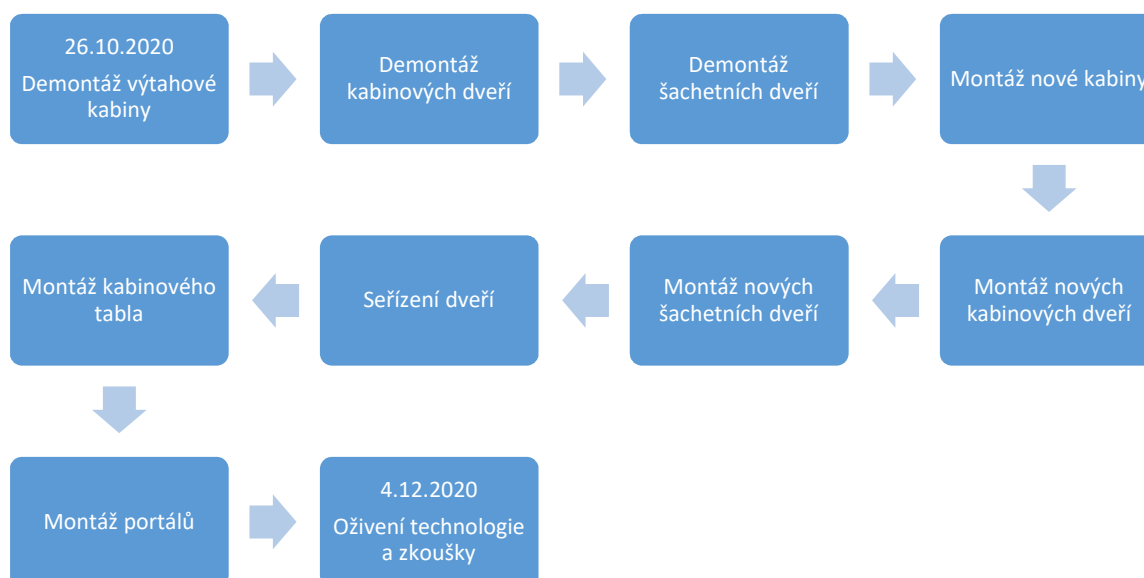 26.10.2020
Demontáž výtahové
kabiny
Demontáž
kabinových dveří
Demontáž
šachetních dveří
Montáž nové kabiny
Montáž nových
kabinových dveří
Montáž nových
šachetních dveří
Seřízení dveří
Montáž kabinového
tabla
Montáž portálů
4.12.2020
Oživení technologie
a zkoušky